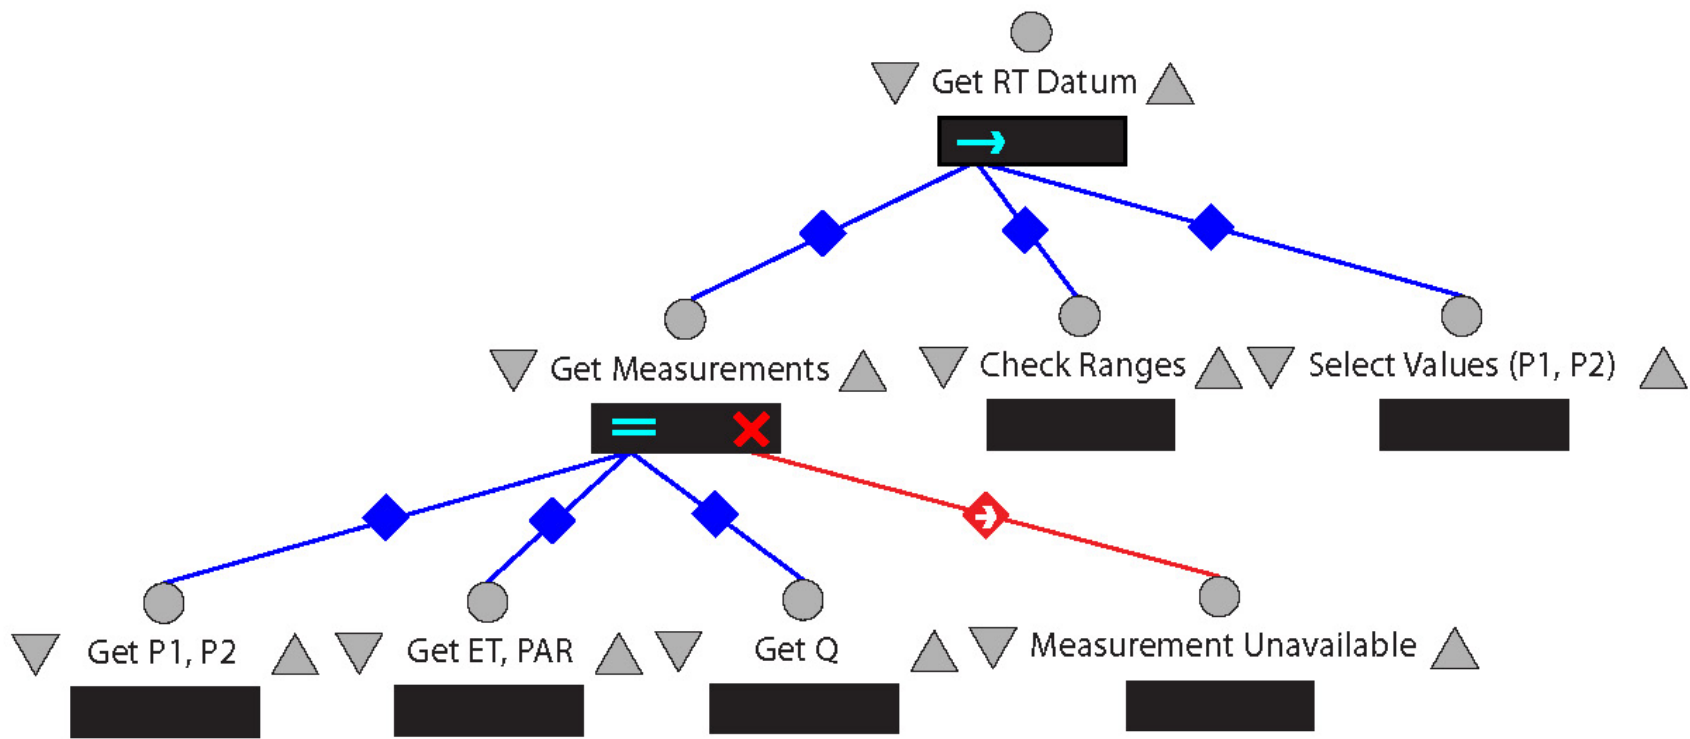 Get RT Datum
Get Measurements
Check Ranges
Select Values (P1, P2)
Get P1, P2
Get ET, PAR
Get Q
Measurement Unavailable